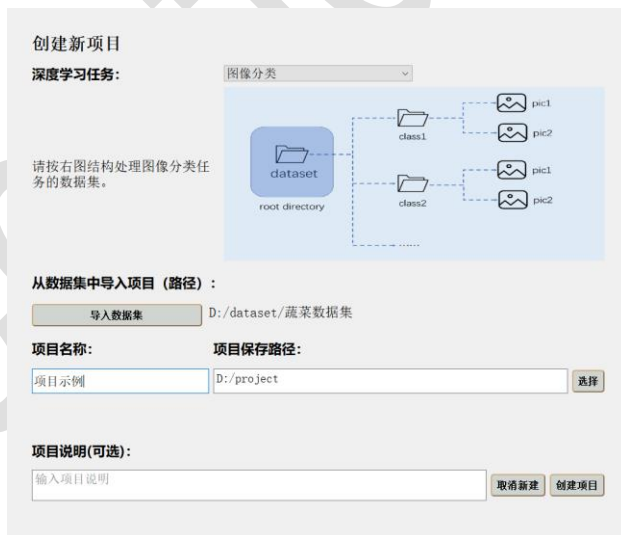 创建新项目
深度学习任务：
图像分类
请按右图结构处理图像分类任
务的数据集。
dataset
root directory
class1
pic1
pic2
class2
pic1
pic2
......
从数据集中导入项目（路径）：
导入数据集
D:/dataset/蔬菜数据集
项目名称：
项目保存路径：
项目示例
D:/project
选择
项目说明(可选)：
输入项目说明
取消新建
创建项目